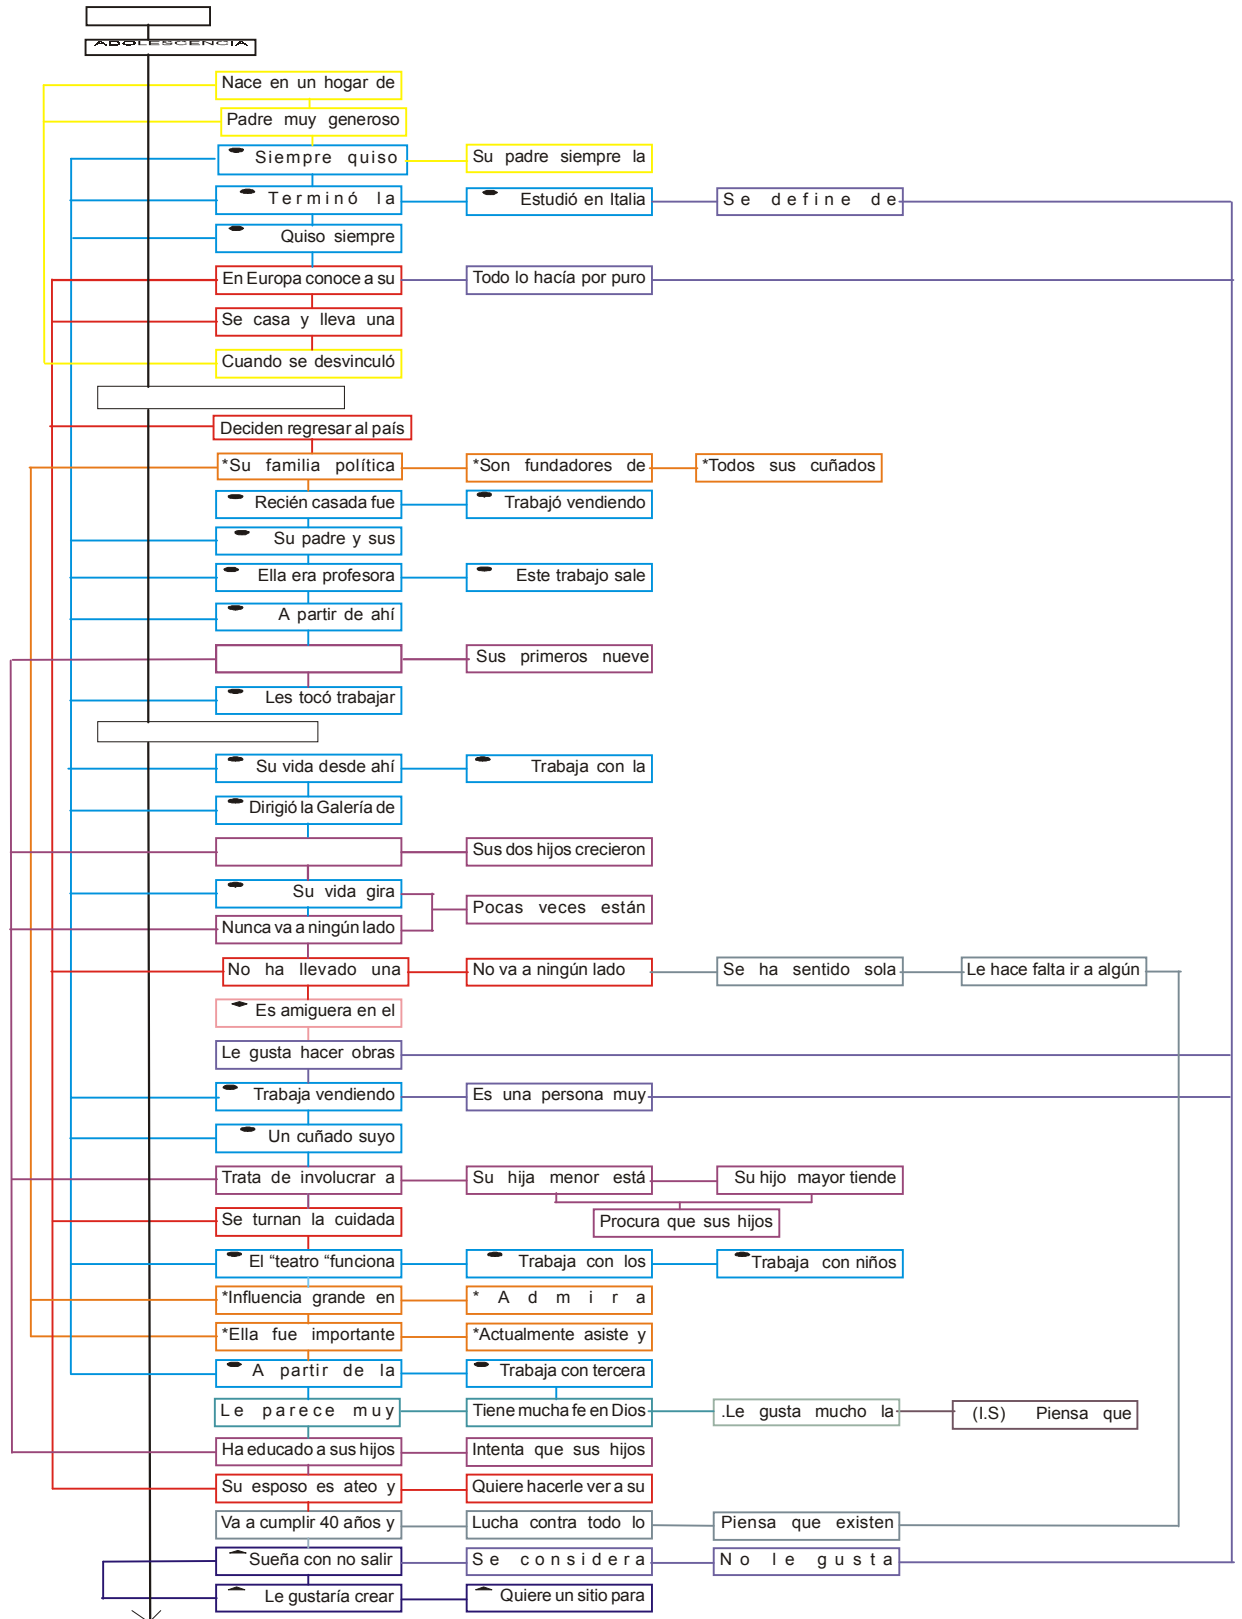 ADOLESCENCIA
Nace en un hogar de
Padre muy generoso
Siempre quiso
Su padre siempre la
Terminó la
Estudió en Italia
Se define de
Quiso siempre
En Europa conoce a su
Todo lo hacía por puro
Se casa y lleva una
Cuando se desvinculó
Deciden regresar al país
*Su familia política
*Son fundadores de
*Todos sus cuñados
Recién casada fue
Trabajó vendiendo
Su padre y sus
Ella era profesora
Este trabajo sale
A partir de ahí
Sus primeros nueve
Les tocó trabajar
Su vida desde ahí
Trabaja con la
Dirigió la Galería de
Sus dos hijos crecieron
Su vida gira
Pocas veces están
Nunca va a ningún lado
No ha llevado una
No va a ningún lado
Se ha sentido sola
Le hace falta ir a algún
Es amiguera en el
Le gusta hacer obras
Trabaja vendiendo
Es una persona muy
Un cuñado suyo
Trata de involucrar a
Su hija menor está
Su hijo mayor tiende
Se turnan la cuidada
Procura que sus hijos
El “teatro “funciona
Trabaja con los
Trabaja con niños
*Influencia grande en
* Admira
*Ella fue importante
*Actualmente asiste y
A partir de la
Trabaja con tercera
Le parece muy
Tiene mucha fe en Dios
.Le gusta mucho la
(I.S) Piensa que
Ha educado a sus hijos
Intenta que sus hijos
Su esposo es ateo y
Quiere hacerle ver a su
Va a cumplir 40 años y
Lucha contra todo lo
Piensa que existen
Sueña con no salir
Se considera
No le gusta
Le gustaría crear
Quiere un sitio para